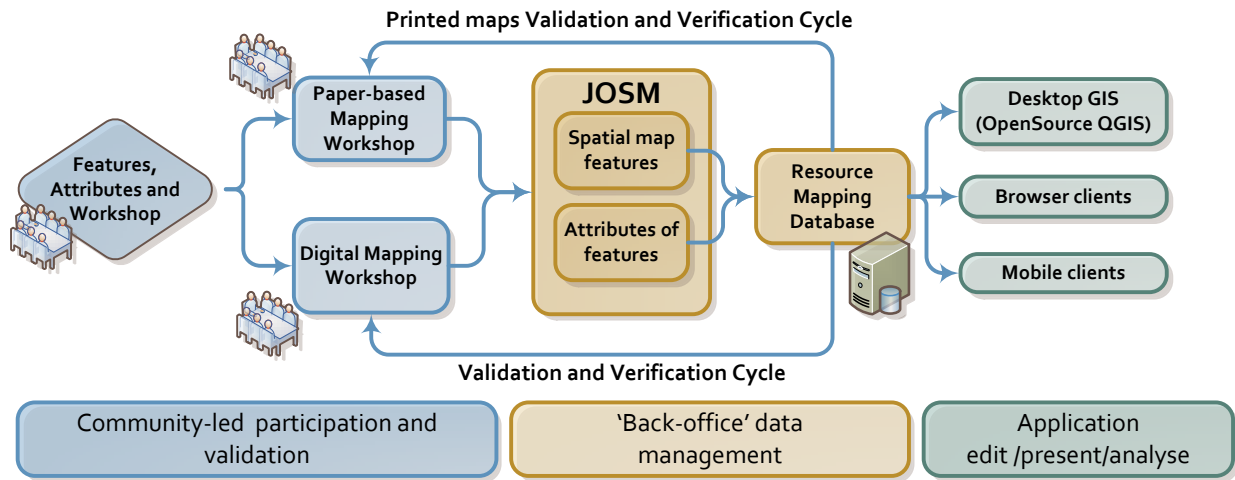 Printed maps Validation and Verification Cycle
Paper-based
Mapping
Workshop
JOSM
Desktop GIS
(OpenSource QGIS)
Features,
Attributes and
Workshop
Spatial map
features
Resource
Mapping
Database
Browser clients
Digital Mapping
Workshop
Attributes of
features
Mobile clients
Validation and Verification Cycle
Community-led participation and
validation
‘Back-office’ data
management
Application
edit /present/analyse